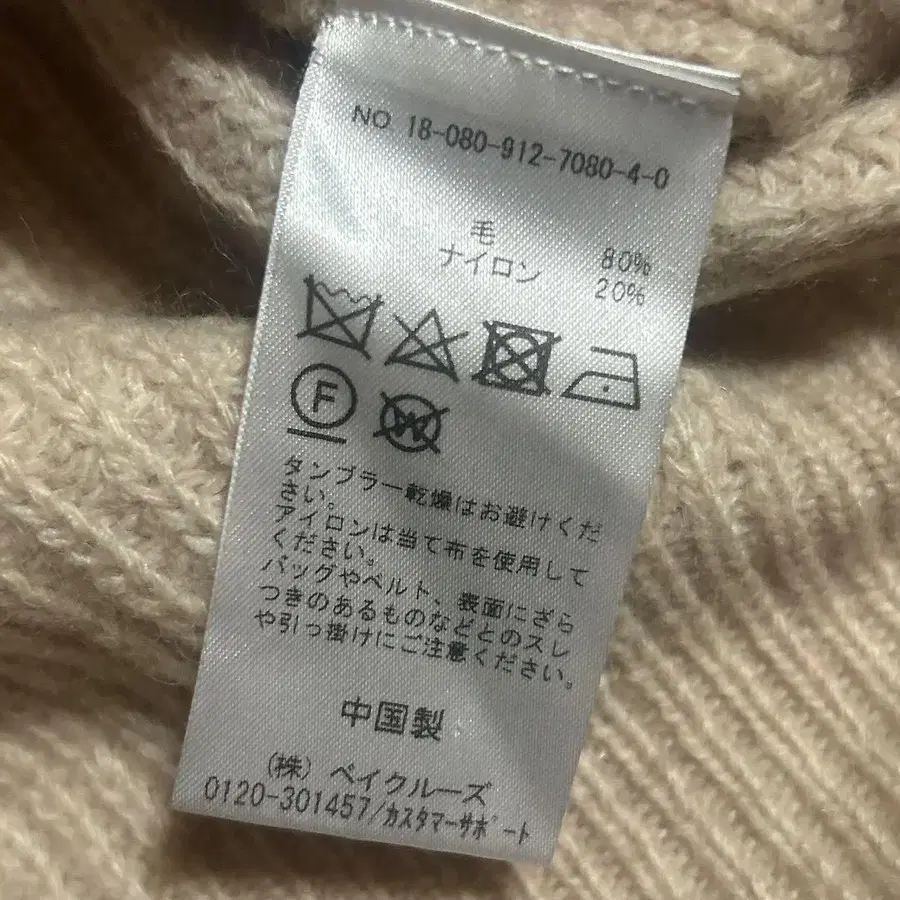 NO 18-080-912-7080-4-0
毛 80%
ナイロン 20%
F
W
タンブラー乾燥はお避けくだ
さい。
アイロンは当て布を使用して
ください。
バッグやベルト、表面にざら
つきのあるものなどとのスレ
や引っ掛けにご注意ください。
中国製
(株) ベイクルーズ
0120-301457/カスタマーサポート